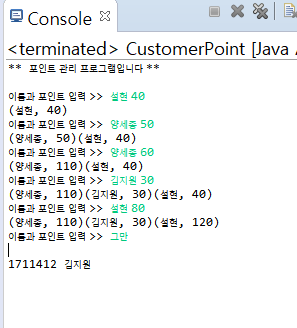 Console
<terminated> CustomerPoint [Java A
** 포인트 관리 프로그램입니다 **
이름과 포인트 입력 >> 설현 40
(설현, 40)
이름과 포인트 입력 >> 양세종 50
(양세종, 50)(설현, 40)
이름과 포인트 입력 >> 양세종 60
(양세종, 110)(설현, 40)
이름과 포인트 입력 >> 김지원 30
(양세종, 110)(김지원, 30)(설현, 40)
이름과 포인트 입력 >> 설현 80
(양세종, 110)(김지원, 30)(설현, 120)
이름과 포인트 입력 >> 그만
1711412 김지원